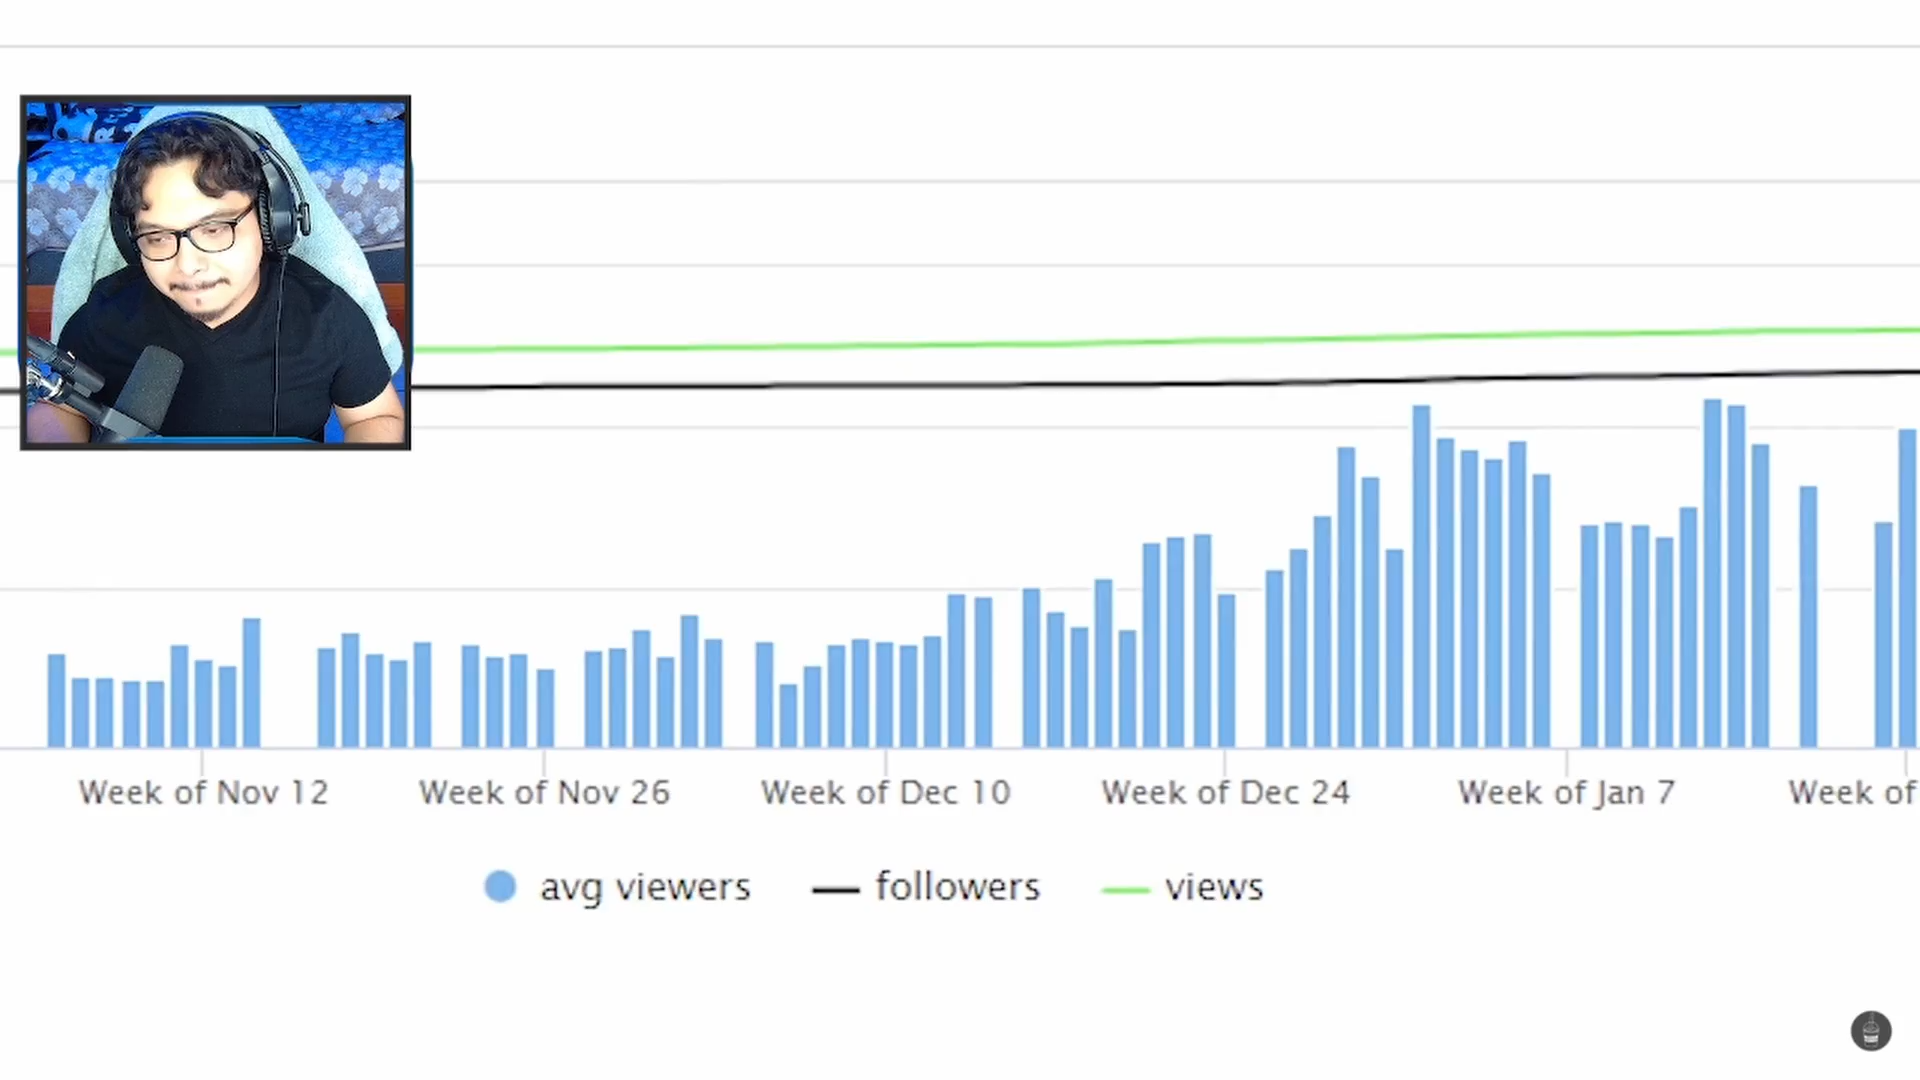 Week of Nov 12
Week of Nov 26
Week of Dec 10
Week of Dec 24
Week of Jan 7
Week of
avg viewers
followers
views